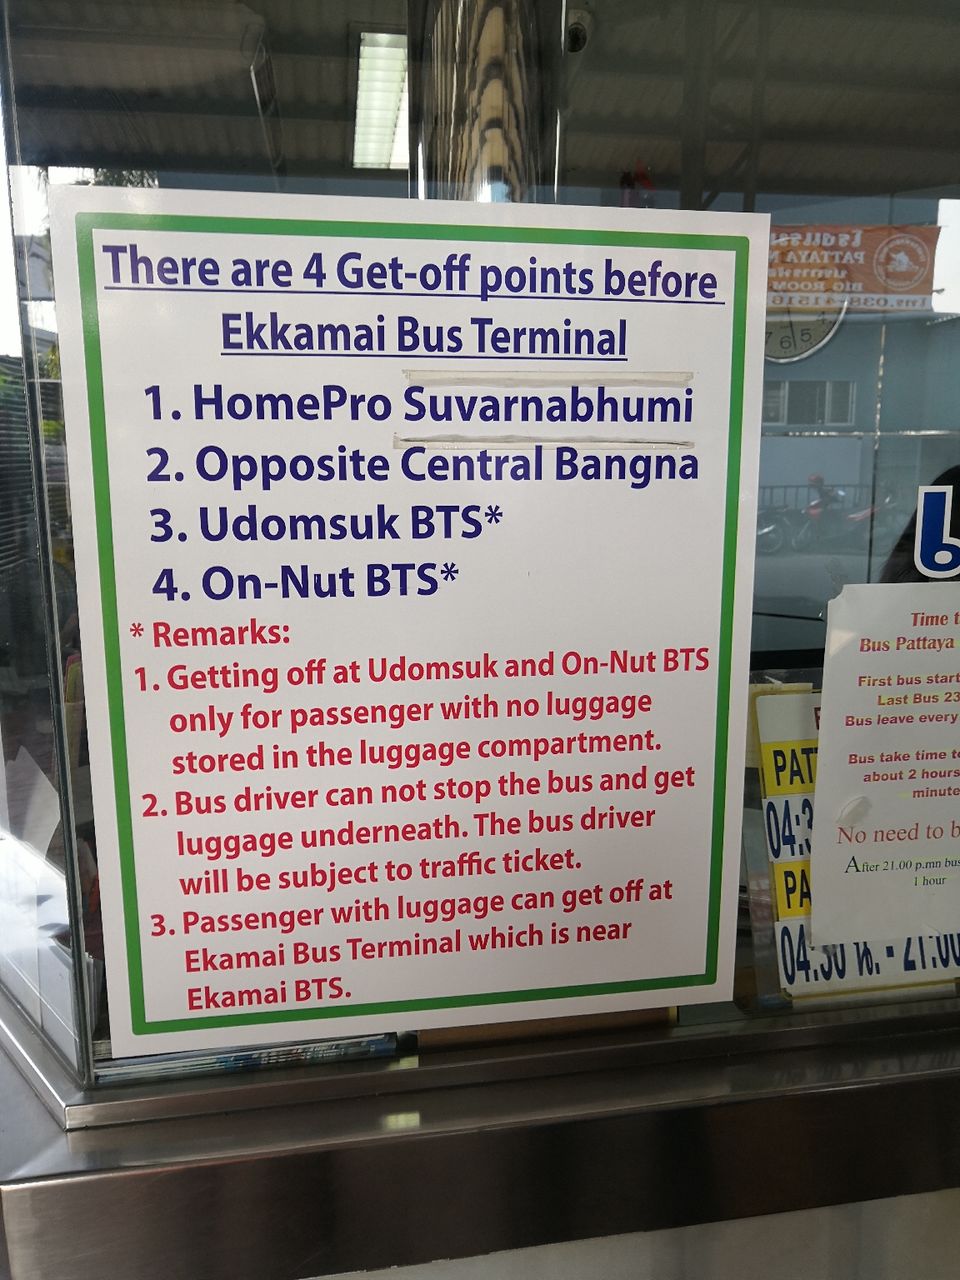 There are 4 Get-off points before
Ekkamai Bus Terminal
1. HomePro Suvarnabhumi
2. Opposite Central Bangna
3. Udomsuk BTS*
4. On-Nut BTS*
* Remarks:
1. Getting off at Udomsuk and On-Nut BTS
only for passenger with no luggage
stored in the luggage compartment.
2. Bus driver can not stop the bus and get
luggage underneath. The bus driver
will be subject to traffic ticket.
3. Passenger with luggage can get off at
Ekamai Bus Terminal which is near
Ekamai BTS.
b
Time t
Bus Pattaya
First bus start
Last Bus 23
Bus leave every
Bus take time to
about 2 hours
minute
No need to b
After 21.00 p.mn bus
1 hour
PAT
04:3
PA
04:30 น. - 21:00